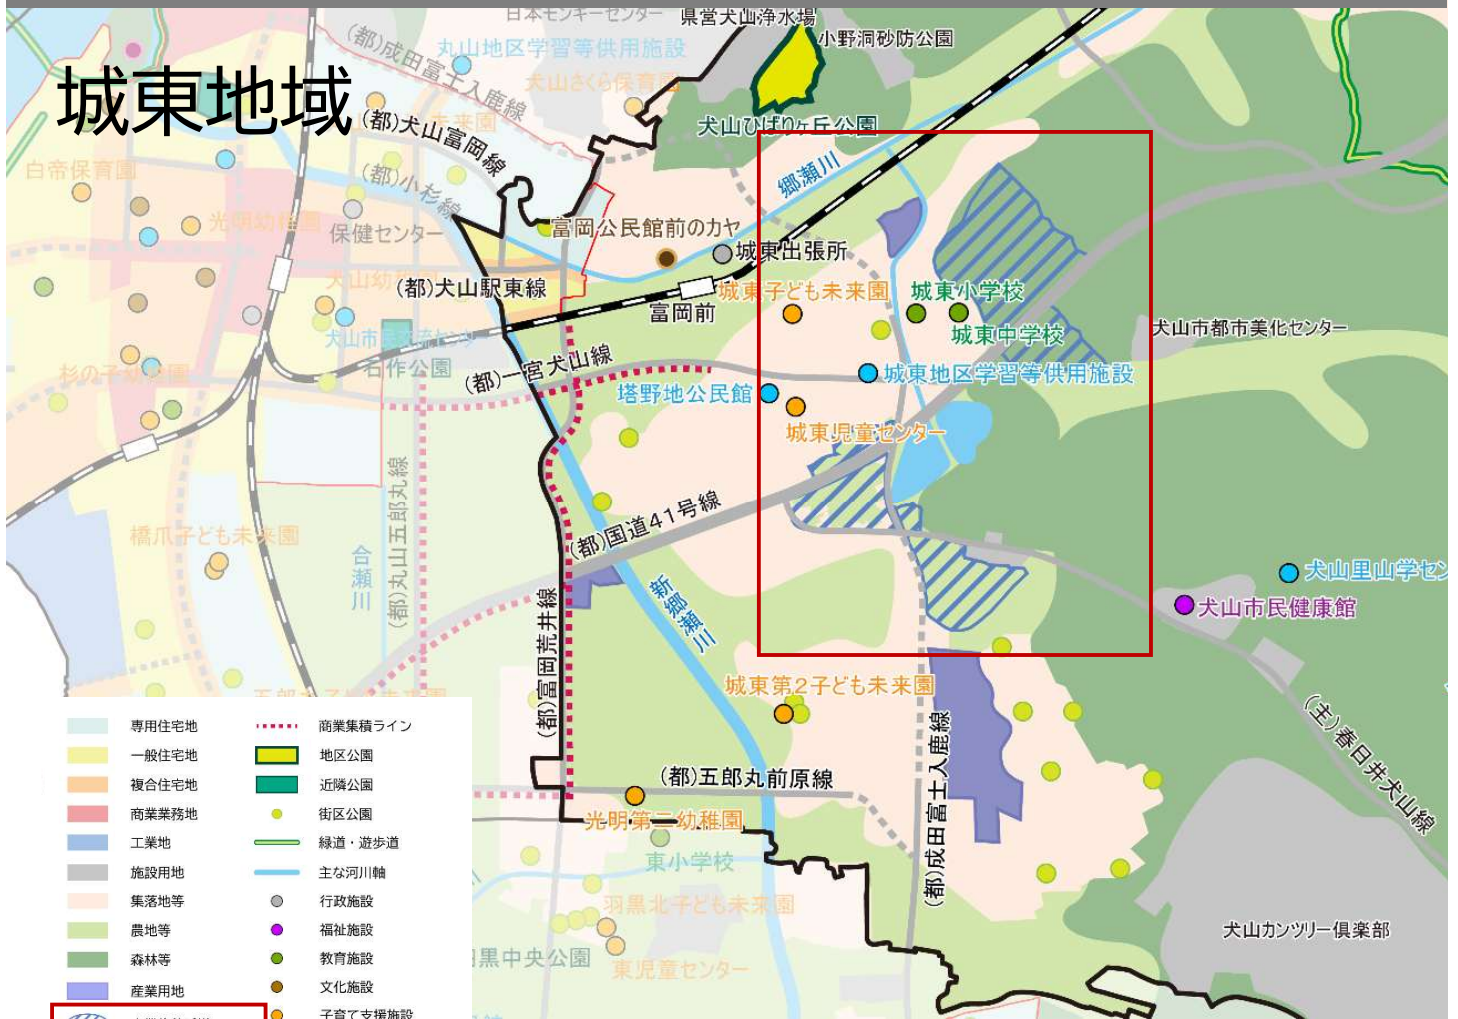 日本モンキーセンター
県営犬山浄水場
小野洞砂防公園
(都)成田富士入鹿線
丸山地区学習等供用施設
犬山さくら保育園
城東地域
(都)犬山富岡線
未来園
犬山ひばりヶ丘公園
白帝保育園
(都)小杉線
郷瀬川
光明幼稚園
保健センター
富岡公民館前のカヤ
城東出張所
犬山幼
(都)犬山駅東線
富岡前
城東子ども未来園
城東小学校
城東中学校
犬山市都市美化センター
石作公園
(都)一宮犬山線
杉の子幼稚園
塔野地公民館
城東地区学習等供用施設
城東児童センター
(都)国道41号線
橋爪子ども未来園
合瀬川
(都)丸山五郎丸線
新郷瀬川
(都)富岡荒井線
犬山里山学セン
犬山市民健康館
城東第2子ども未来園
(都)五郎丸前原線
(都)成田富士入鹿線
(主)春日井犬山線
光明第二幼稚園
東小学校
羽黒北子ども未来園
黒中央公園
東児童センター
犬山カンツリー倶楽部
専用住宅地
一般住宅地
複合住宅地
商業業務地
工業地
施設用地
集落地等
農地等
森林等
産業用地
商業集積ライン
地区公園
近隣公園
街区公園
緑道・遊歩道
主な河川軸
行政施設
福祉施設
教育施設
文化施設
子育て支援施設